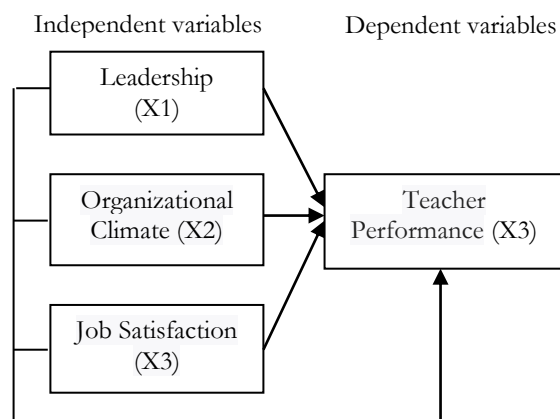 Independent variables
Dependent variables
Leadership
(X1)
Organizational
Climate (X2)
Teacher
Performance (X3)
Job Satisfaction
(X3)